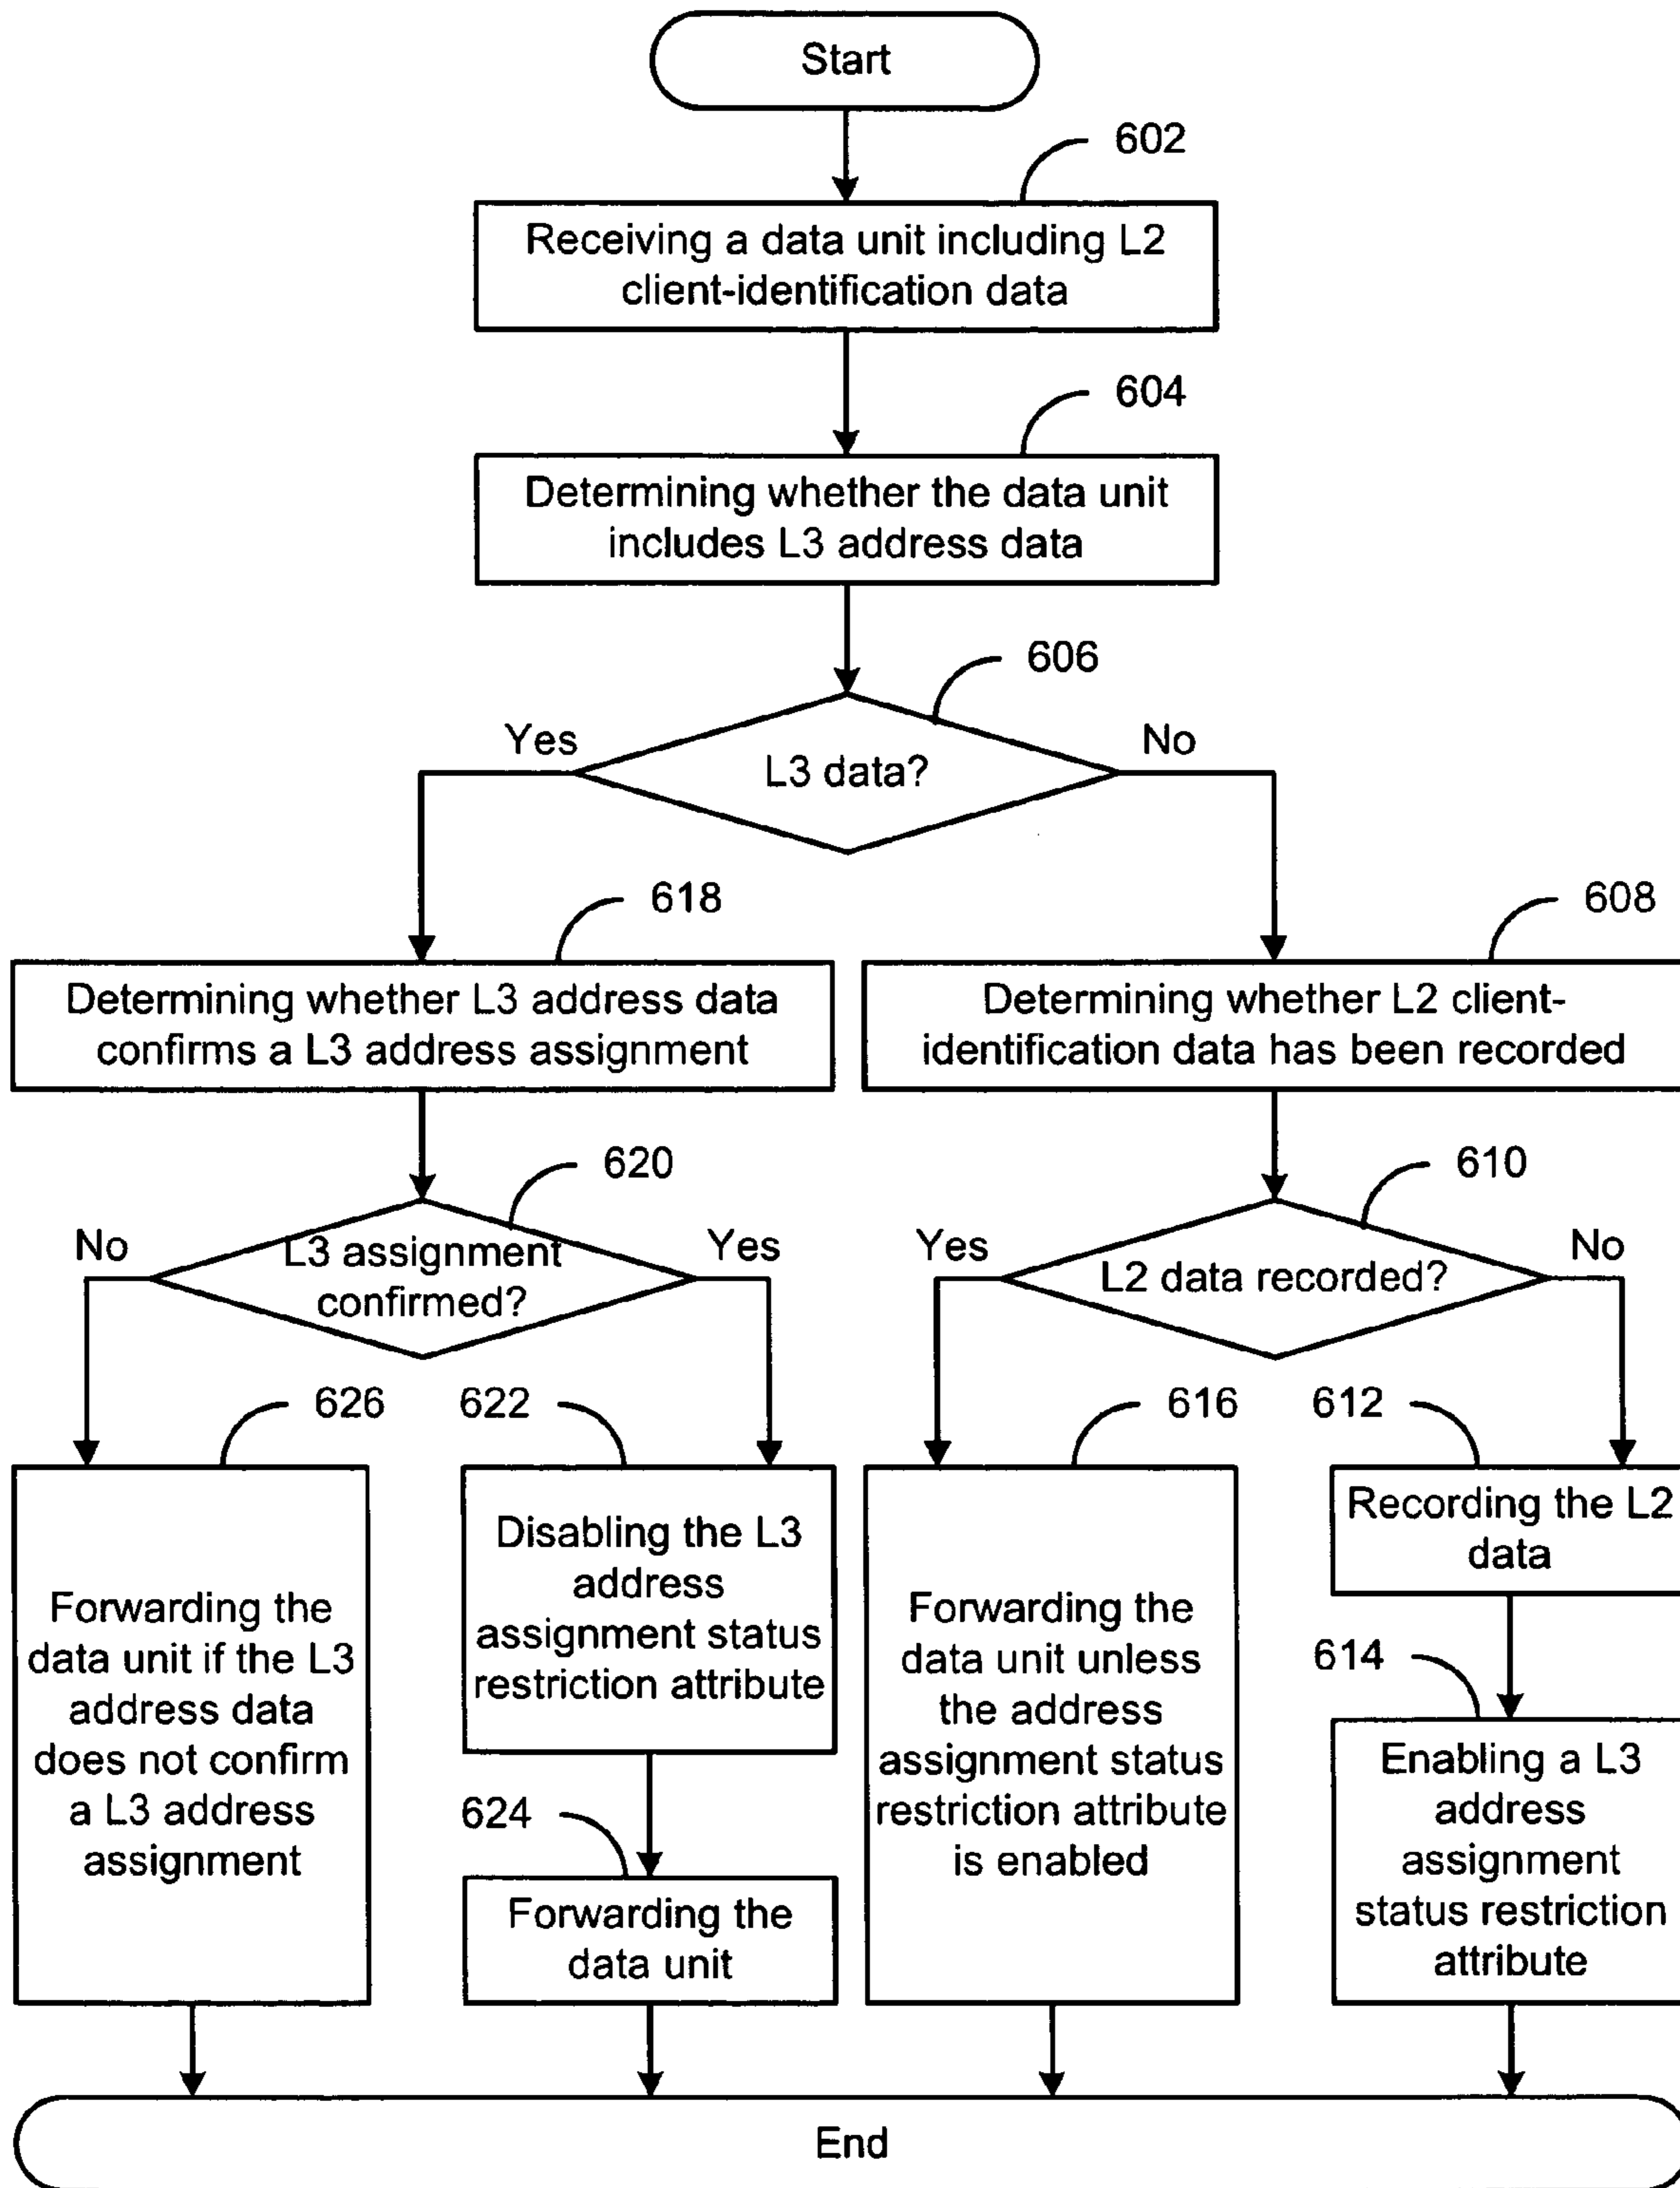 Start
602
Receiving a data unit including L2
client-identification data
604
Determining whether the data unit
includes L3 address data
606
Yes
No
L3 data?
618
608
Determining whether L3 address data
confirms a L3 address assignment
Determining whether L2 client-
identification data has been recorded
620
610
No
L3 assignment
confirmed?
Yes
Yes
L2 data recorded?
No
626
622
616
612
Forwarding the
data unit if the L3
address data
does not confirm
a L3 address
assignment
Disabling the L3
address
assignment status
restriction attribute
624
Forwarding the
data unit
Forwarding the
data unit unless
the address
assignment status
restriction attribute
is enabled
Recording the L2
data
614
Enabling a L3
address
assignment
status restriction
attribute
End